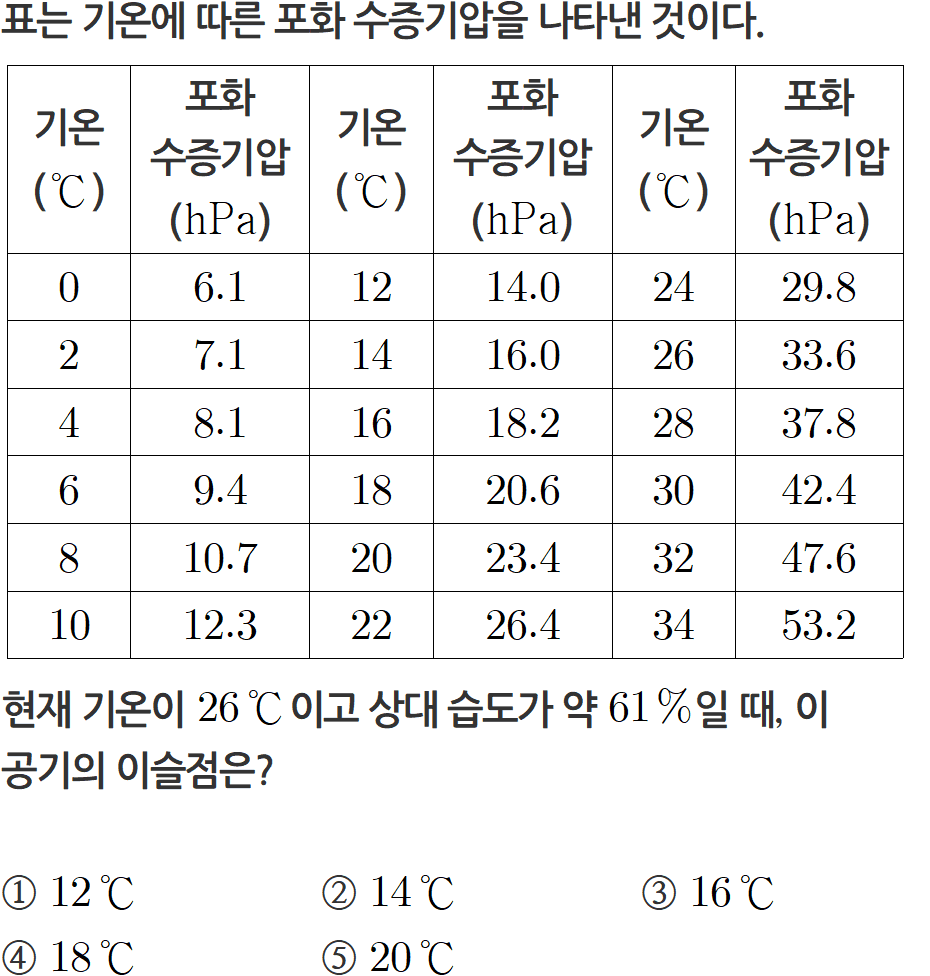 표는 기온에 따른 포화 수증기압을 나타낸 것이다.
기온 (℃) 포화 수증기압 (hPa) 기온 (℃) 포화 수증기압 (hPa) 기온 (℃) 포화 수증기압 (hPa)
0 6.1 12 14.0 24 29.8
2 7.1 14 16.0 26 33.6
4 8.1 16 18.2 28 37.8
6 9.4 18 20.6 30 42.4
8 10.7 20 23.4 32 47.6
10 12.3 22 26.4 34 53.2
현재 기온이 26℃이고 상대 습도가 약 61%일 때, 이
공기의 이슬점은?
① 12℃ ② 14℃ ③ 16℃
④ 18℃ ⑤ 20℃